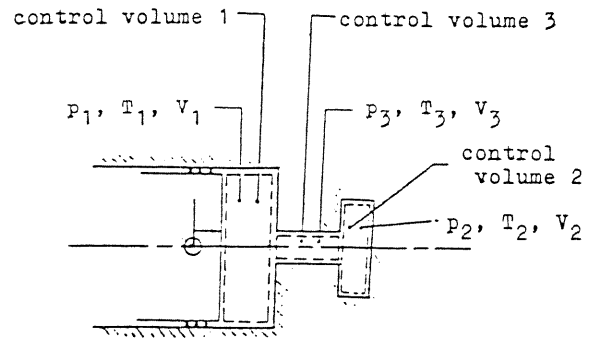 control volume 1
control volume 3
p1, T1, V1
p3, T3, V3
control
volume 2
p2, T2, V2